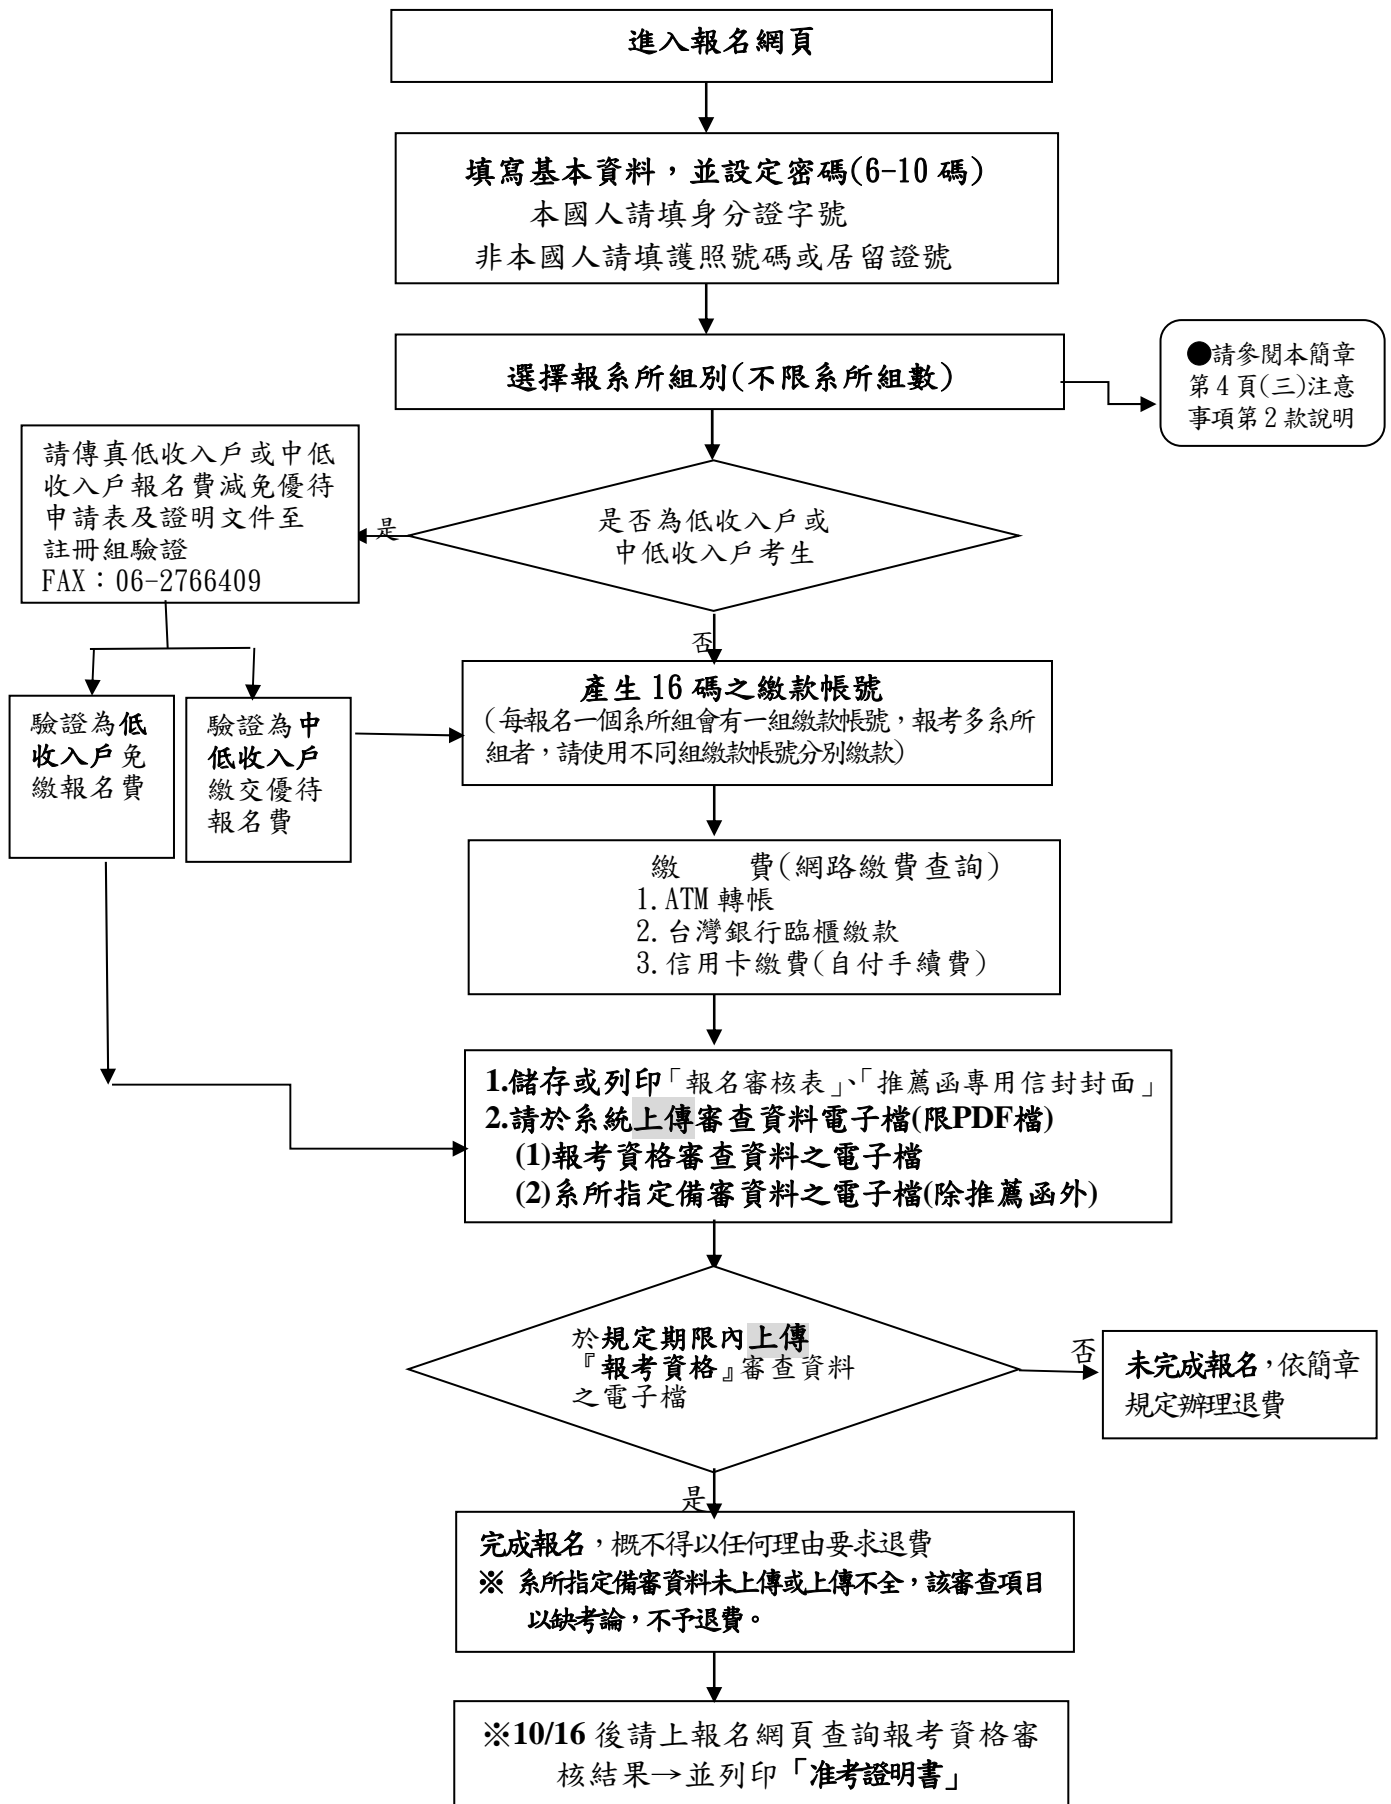 進入報名網頁
填寫基本資料，並設定密碼(6-10 碼)
本國人請填身分證字號
非本國人請填護照號碼或居留證號
選擇報系所組別(不限系所組數)
●請參閱本簡章
第 4 頁(三)注意
事項第 2 款說明
請傳真低收入戶或中低
收入戶報名費減免優待
申請表及證明文件至
註冊組驗證
FAX：06-2766409
是
是否為低收入戶或
中低收入戶考生
否
驗證為低
收入戶免
繳報名費
驗證為中
低收入戶
繳交優待
報名費
產生 16 碼之繳款帳號
（每報名一個系所組會有一組繳款帳號，報考多系所
組者，請使用不同組繳款帳號分別繳款）
繳　　費(網路繳費查詢)
1. ATM 轉帳
2. 台灣銀行臨櫃繳款
3. 信用卡繳費(自付手續費)
1.儲存或列印「報名審核表」、「推薦函專用信封封面」
2.請於系統上傳審查資料電子檔(限PDF檔)
(1)報考資格審查資料之電子檔
(2)系所指定備審資料之電子檔(除推薦函外)
於規定期限內上傳
『報考資格』審查資料
之電子檔
否
未完成報名，依簡章
規定辦理退費
是
完成報名，概不得以任何理由要求退費
※ 系所指定備審資料未上傳或上傳不全，該審查項目
以缺考論，不予退費。
※10/16 後請上報名網頁查詢報考資格審
核結果→並列印「准考證明書」